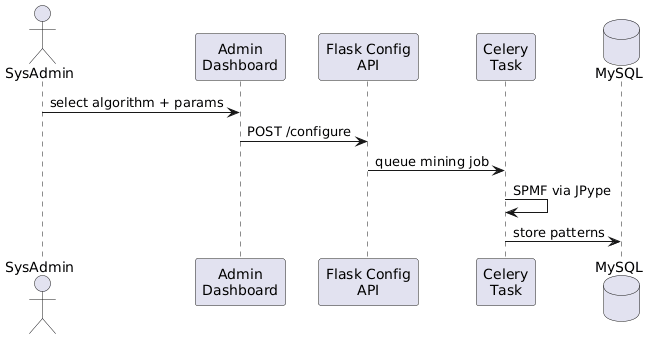 SysAdmin
Admin
Dashboard
Flask Config
API
Celery
Task
MySQL
select algorithm + params
POST /configure
queue mining job
SPMF via JPype
store patterns
SysAdmin
Admin
Dashboard
Flask Config
API
Celery
Task
MySQL